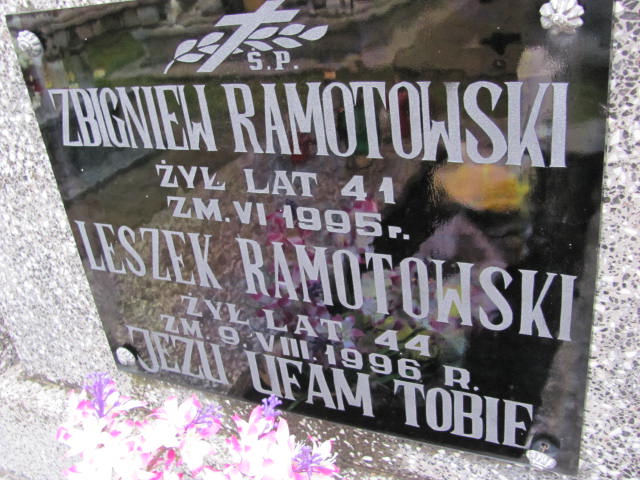 Ś.P.
ZBIGNIEW RAMOTOWSKI
ŻYŁ LAT 41
ZM. VI 1995 r.
LESZEK RAMOTOWSKI
ŻYŁ LAT 44
ZM 9. VIII. 1996 R.
JEZU UFAM TOBIE